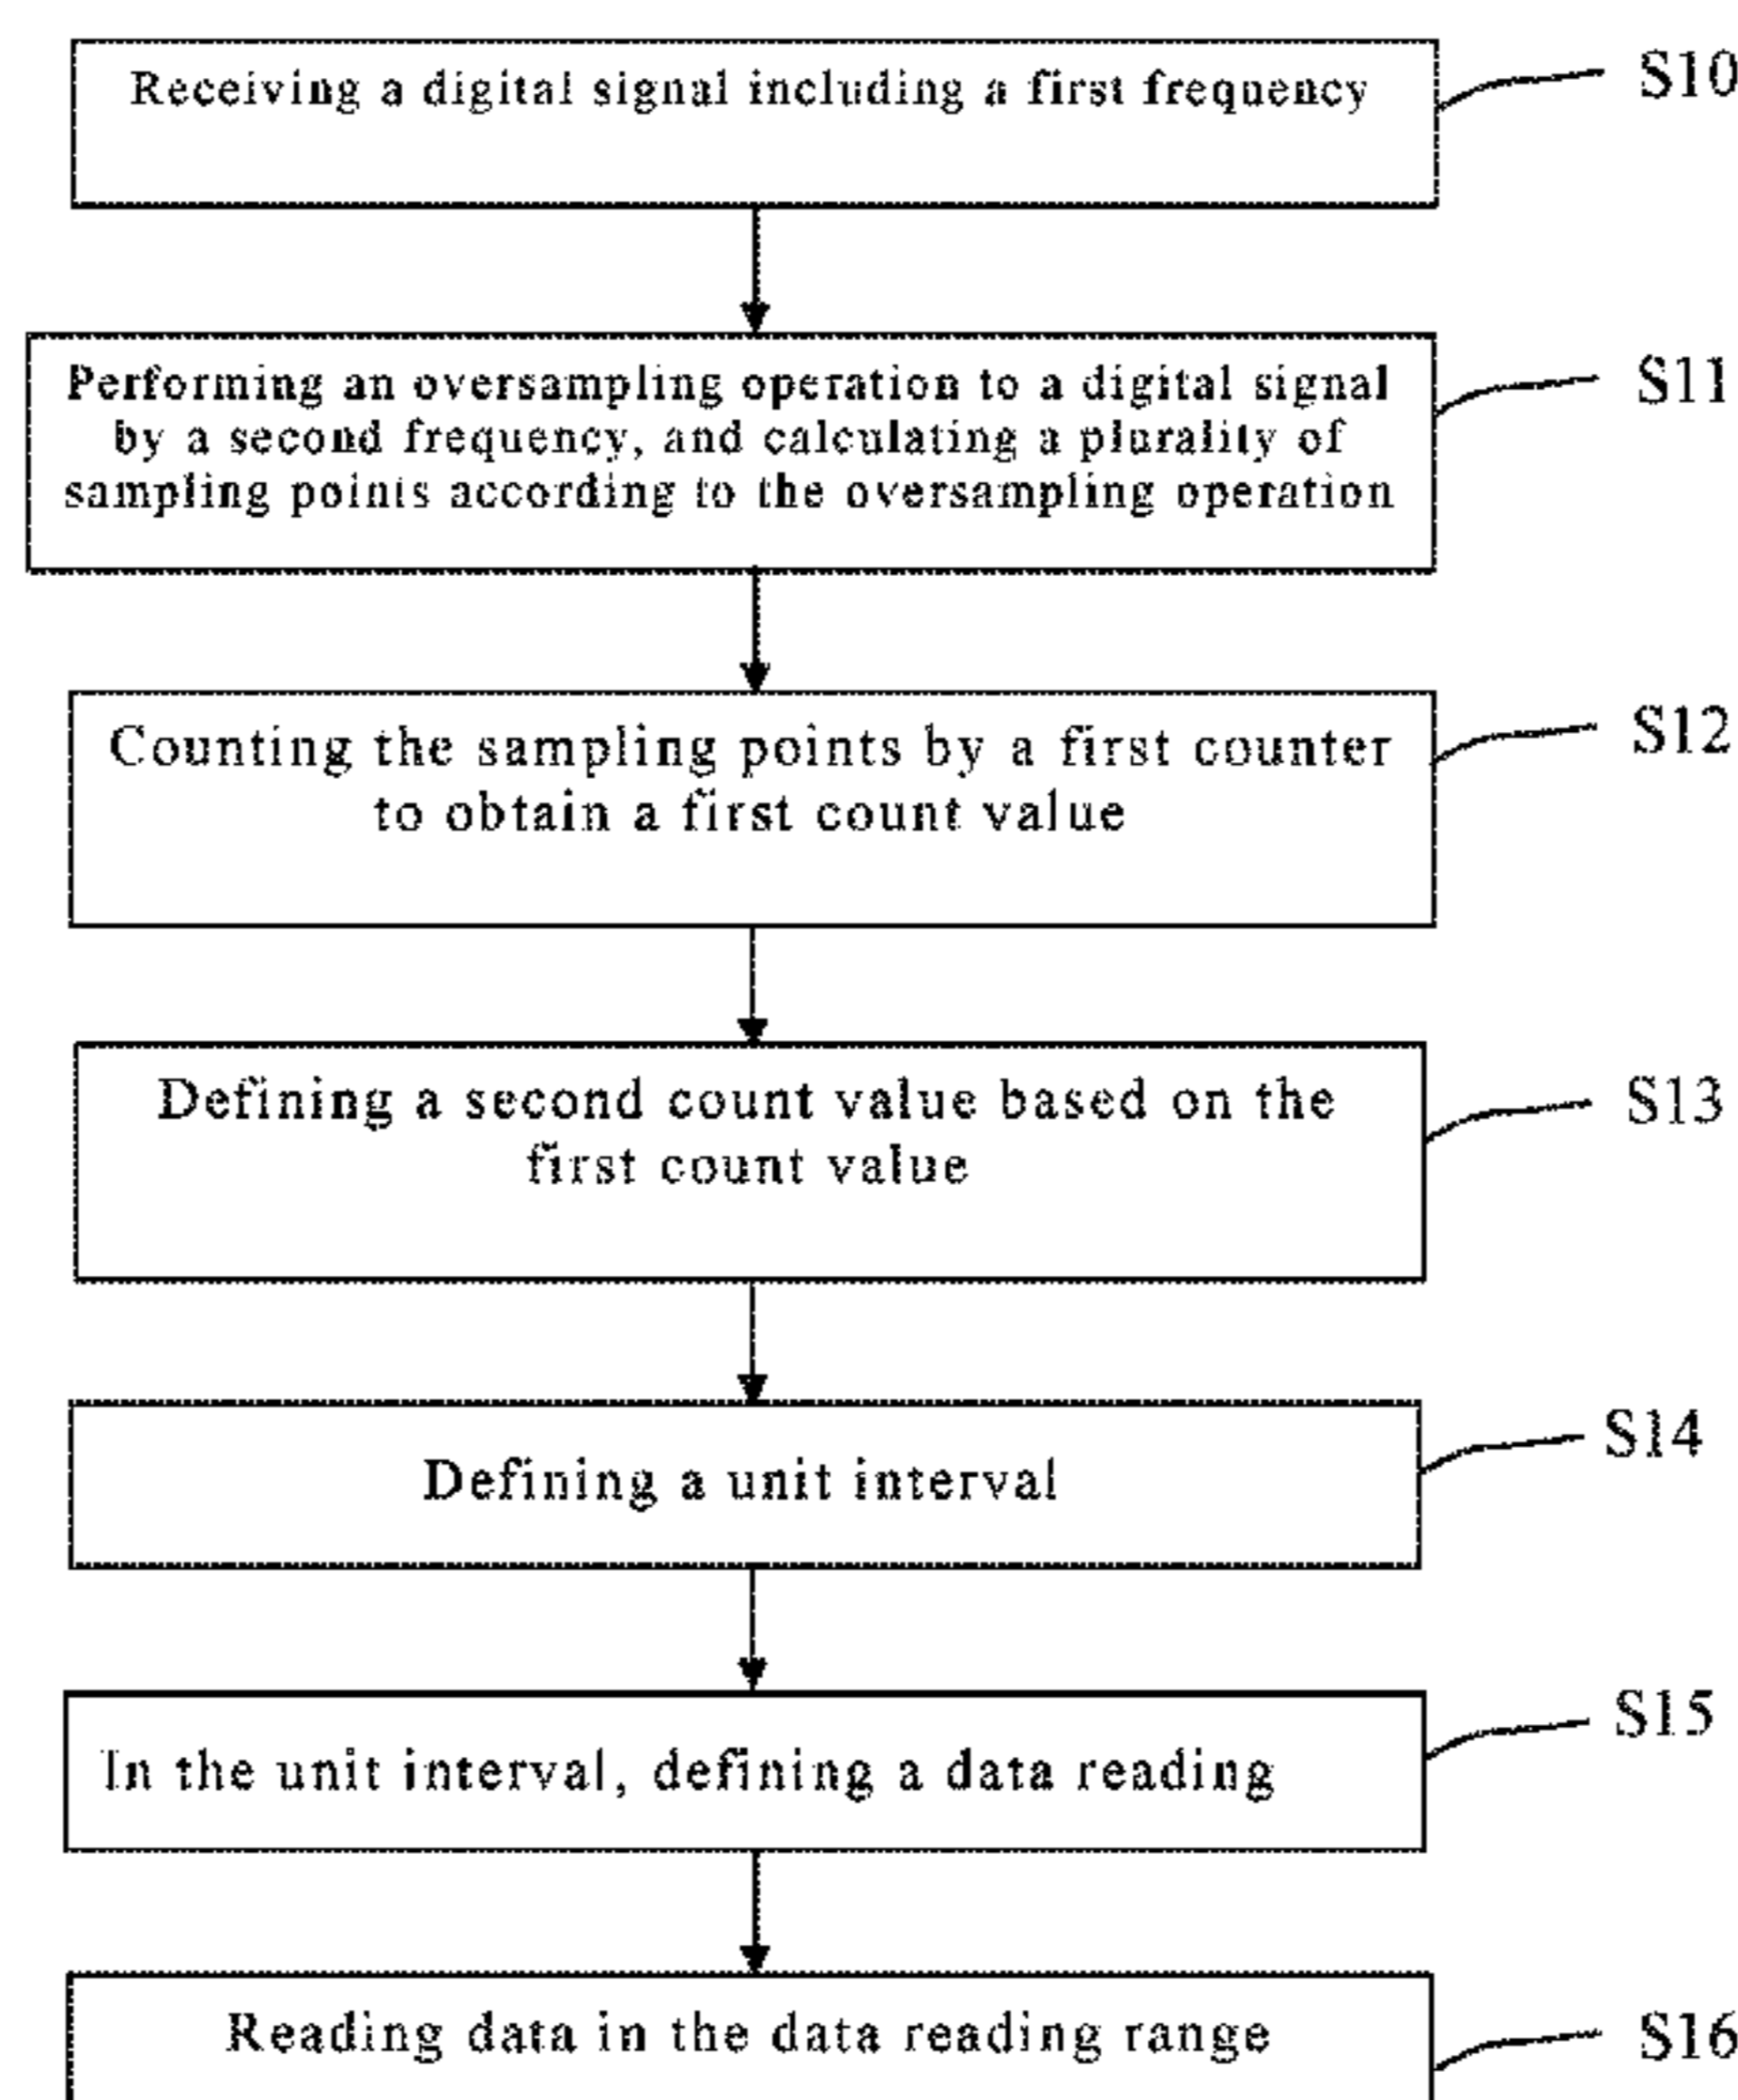 Receiving a digital signal including a first frequency
S10
Performing an oversampling operation to a digital signal
by a second frequency, and calculating a plurality of
sampling points according to the oversampling operation
S11
Counting the sampling points by a first counter
to obtain a first count value
S12
Defining a second count value based on the
first count value
S13
Defining a unit interval
S14
In the unit interval, defining a data reading
S15
Reading data in the data reading range
S16